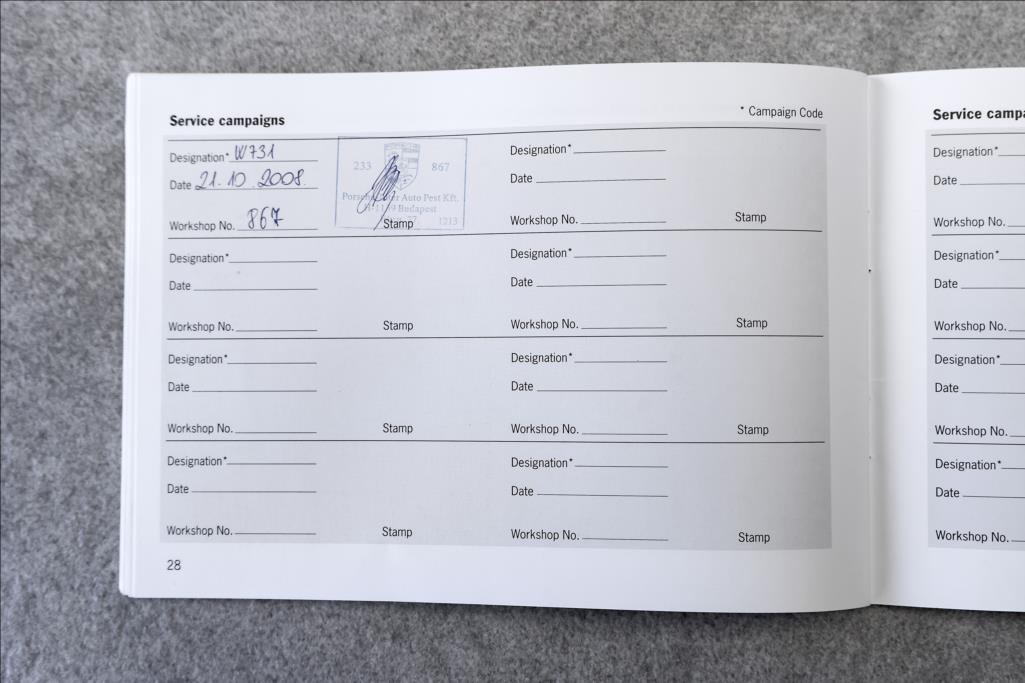 Service campaigns
* Campaign Code
Designation* W731
Date 21.10.2008.
Workshop No. 867
233 867
Auto Pest Kft.
Budapest
1213
Stamp
Designation*
Date
Workshop No.
Stamp
Designation*
Date
Workshop No.
Stamp
Designation*
Date
Workshop No.
Stamp
Designation*
Date
Workshop No.
Stamp
Designation*
Date
Workshop No.
Stamp
Designation*
Date
Workshop No.
Stamp
Designation*
Date
Workshop No.
Stamp
28
Service
Designation*
Date
Workshop No.
Designation*
Date
Workshop No.
Designation*
Date
Workshop No.
Designation*
Date
Workshop No.